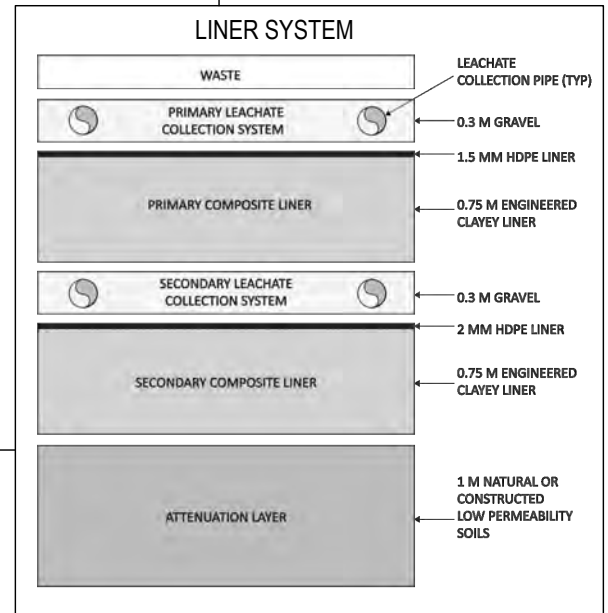 LINER SYSTEM
WASTE
LEACHATE
COLLECTION PIPE (TYP)
PRIMARY LEACHATE
COLLECTION SYSTEM
0.3 M GRAVEL
1.5 MM HDPE LINER
PRIMARY COMPOSITE LINER
0.75 M ENGINEERED
CLAYEY LINER
SECONDARY LEACHATE
COLLECTION SYSTEM
0.3 M GRAVEL
2 MM HDPE LINER
SECONDARY COMPOSITE LINER
0.75 M ENGINEERED
CLAYEY LINER
ATTENUATION LAYER
1 M NATURAL OR
CONSTRUCTED
LOW PERMEABILITY
SOILS